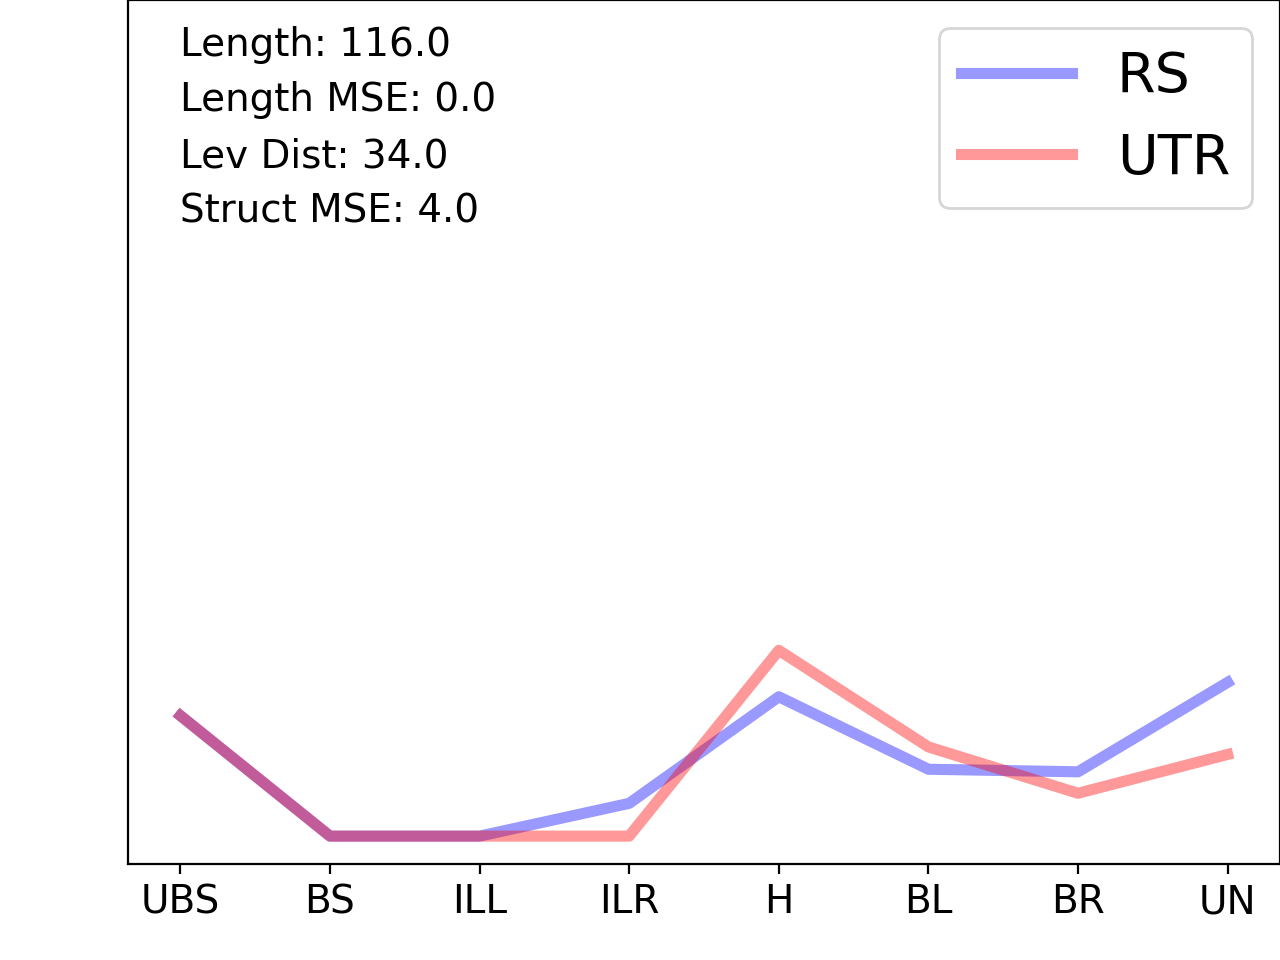 Length: 116.0
Length MSE: 0.0
Lev Dist: 34.0
Struct MSE: 4.0
RS
UTR
UBS BS ILL ILR H BL BR UN